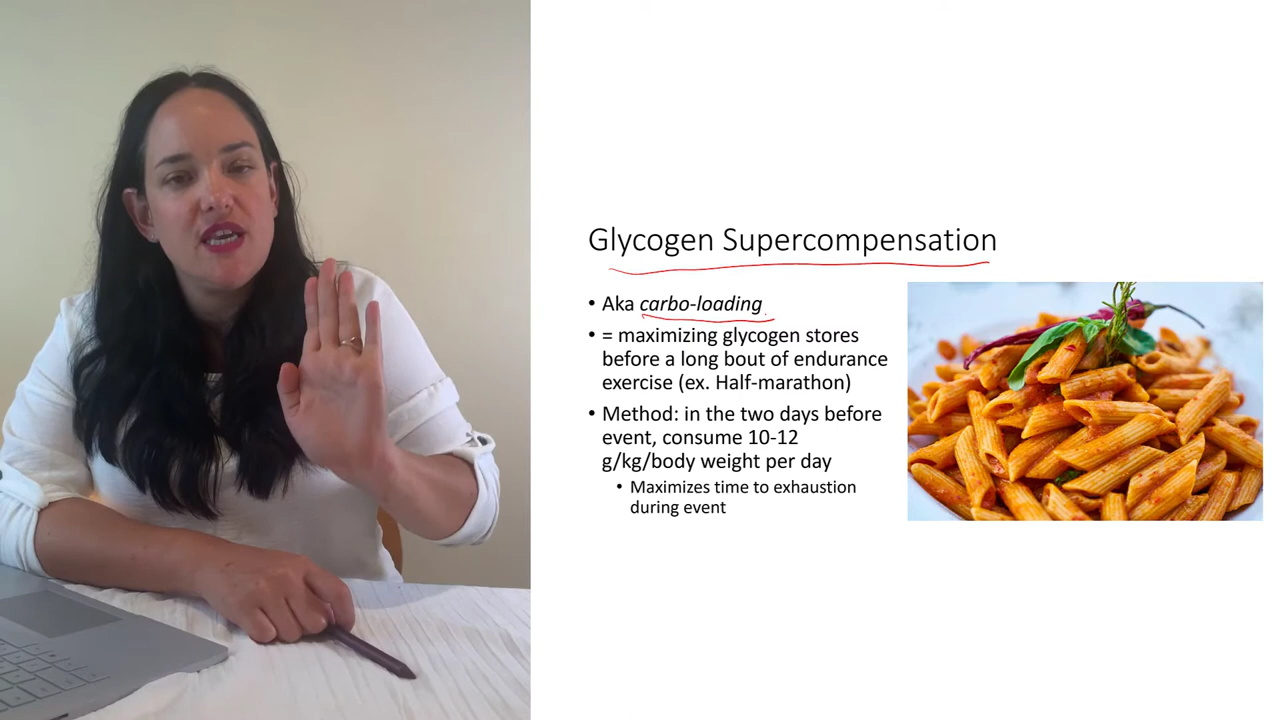 Glycogen Supercompensation
• Aka carbo-loading
• = maximizing glycogen stores
before a long bout of endurance
exercise (ex. Half-marathon)
• Method: in the two days before
event, consume 10-12
g/kg/body weight per day
• Maximizes time to exhaustion
during event